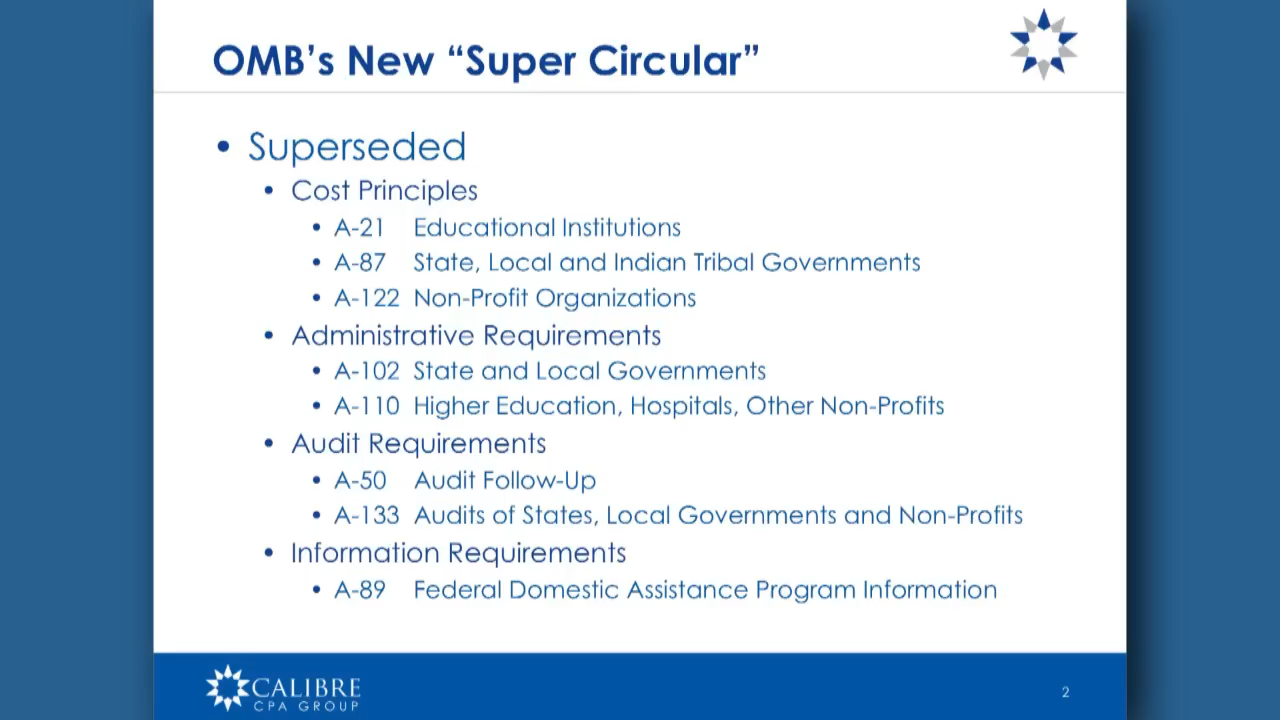 OMB's New “Super Circular”
• Superseded
• Cost Principles
• A-21 Educational Institutions
• A-87 State, Local and Indian Tribal Governments
• A-122 Non-Profit Organizations
• Administrative Requirements
• A-102 State and Local Governments
• A-110 Higher Education, Hospitals, Other Non-Profits
• Audit Requirements
• A-50 Audit Follow-Up
• A-133 Audits of States, Local Governments and Non-Profits
• Information Requirements
• A-89 Federal Domestic Assistance Program Information
CALIBRE
CPA GROUP
2